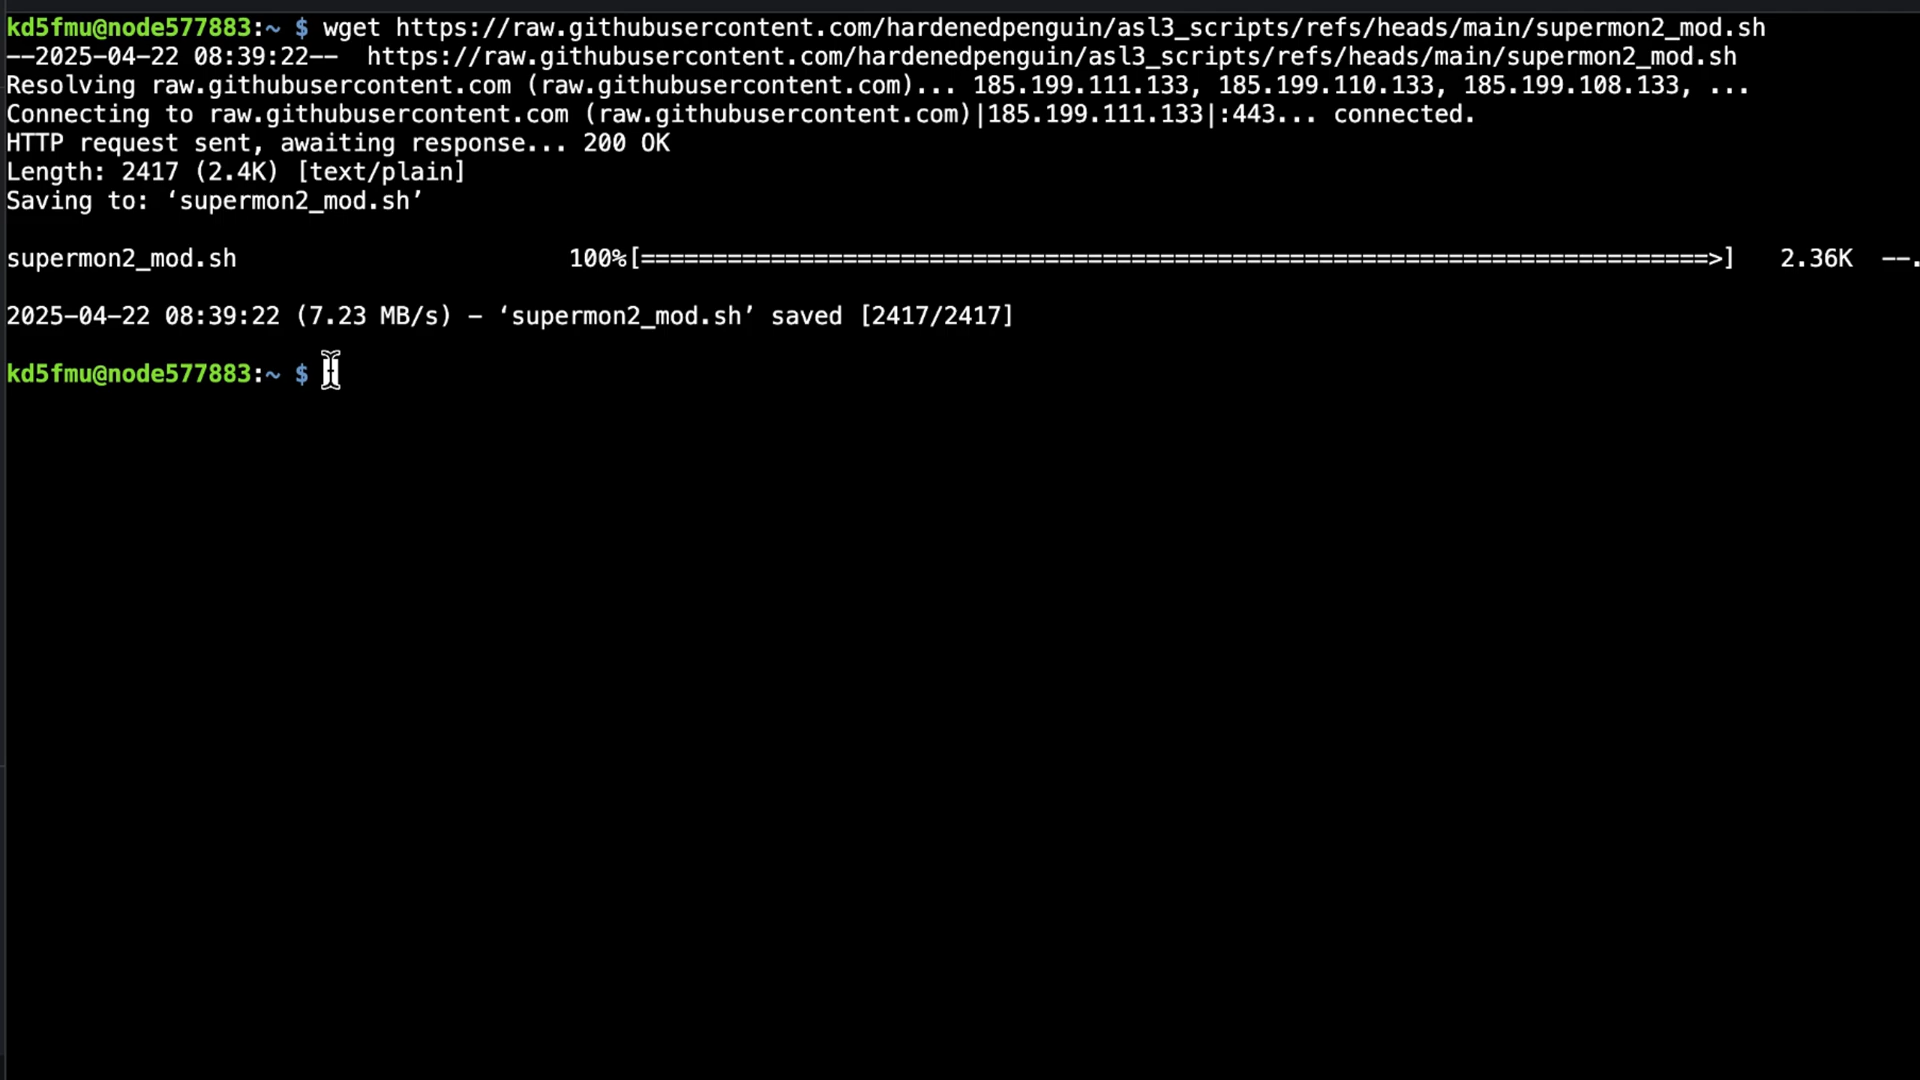 kd5fmu@node577883:~ $ wget https://raw.githubusercontent.com/hardenedpenguin/asl3_scripts/refs/heads/main/supermon2_mod.sh
--2025-04-22 08:39:22--  https://raw.githubusercontent.com/hardenedpenguin/asl3_scripts/refs/heads/main/supermon2_mod.sh
Resolving raw.githubusercontent.com (raw.githubusercontent.com)... 185.199.111.133, 185.199.110.133, 185.199.108.133, ...
Connecting to raw.githubusercontent.com (raw.githubusercontent.com)|185.199.111.133|:443... connected.
HTTP request sent, awaiting response... 200 OK
Length: 2417 (2.4K) [text/plain]
Saving to: ‘supermon2_mod.sh’
supermon2_mod.sh 100%[==========================================================================>] 2.36K --.
2025-04-22 08:39:22 (7.23 MB/s) - ‘supermon2_mod.sh’ saved [2417/2417]
kd5fmu@node577883:~ $